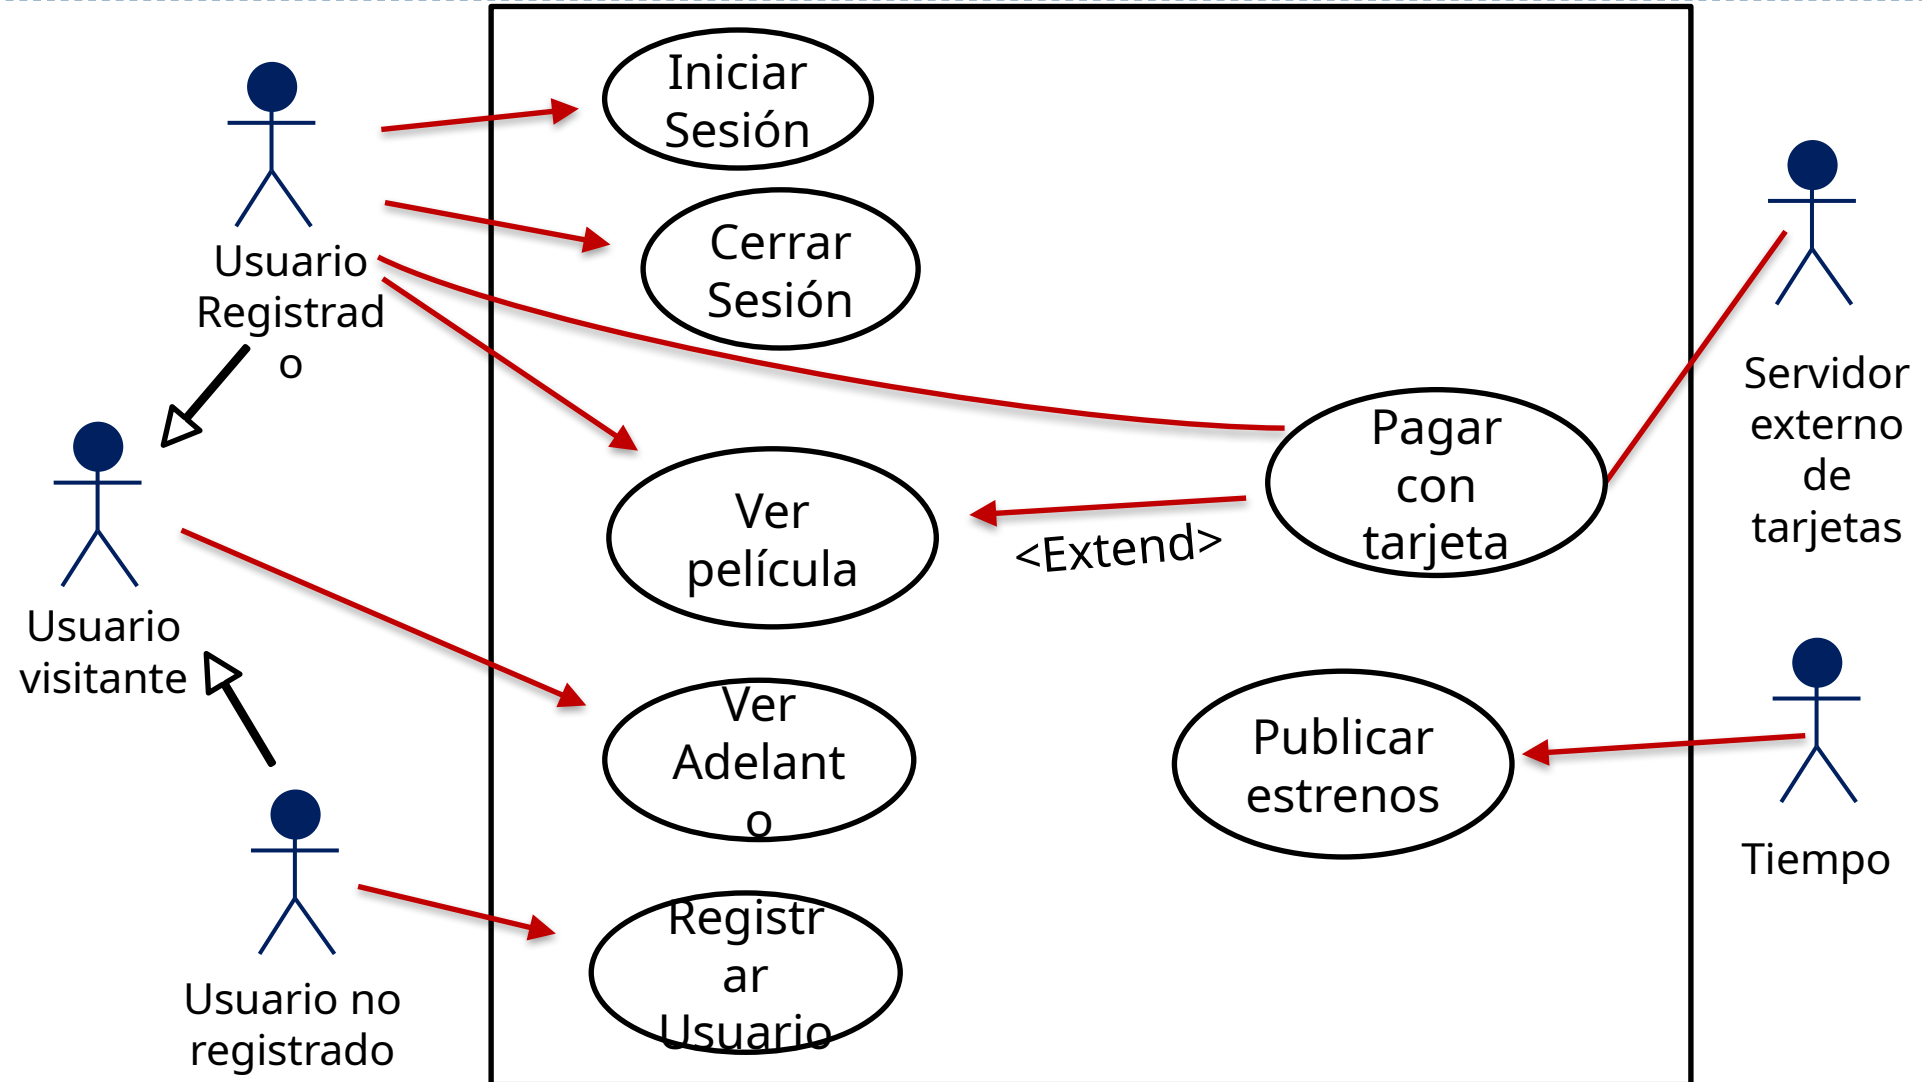 Iniciar
Sesión
Cerrar
Sesión
Usuario
Registrad
o
Servidor
externo
de
tarjetas
Pagar
con
tarjeta
Ver
película
<Extend>
Usuario
visitante
Ver
Adelant
o
Publicar
estrenos
Tiempo
Registr
ar
Usuario
Usuario no
registrado